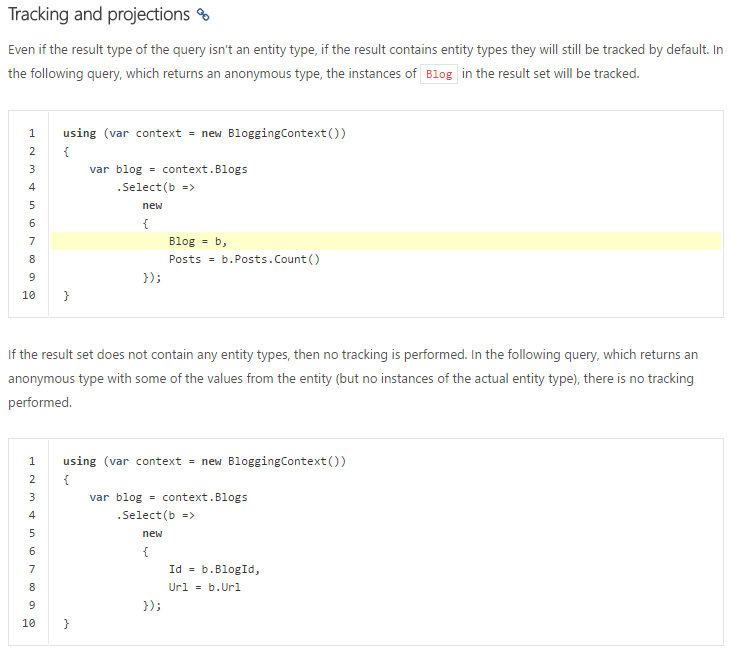 Tracking and projections
Even if the result type of the query isn't an entity type, if the result contains entity types they will still be tracked by default. In
the following query, which returns an anonymous type, the instances of Blog in the result set will be tracked.
1 using (var context = new BloggingContext())
2 {
3 var blog = context.Blogs
4 .Select(b =>
5 new
6 {
7 Blog = b,
8 Posts = b.Posts.Count()
9 });
10 }
If the result set does not contain any entity types, then no tracking is performed. In the following query, which returns an
anonymous type with some of the values from the entity (but no instances of the actual entity type), there is no tracking
performed.
1 using (var context = new BloggingContext())
2 {
3 var blog = context.Blogs
4 .Select(b =>
5 new
6 {
7 Id = b.BlogId,
8 Url = b.Url
9 });
10 }